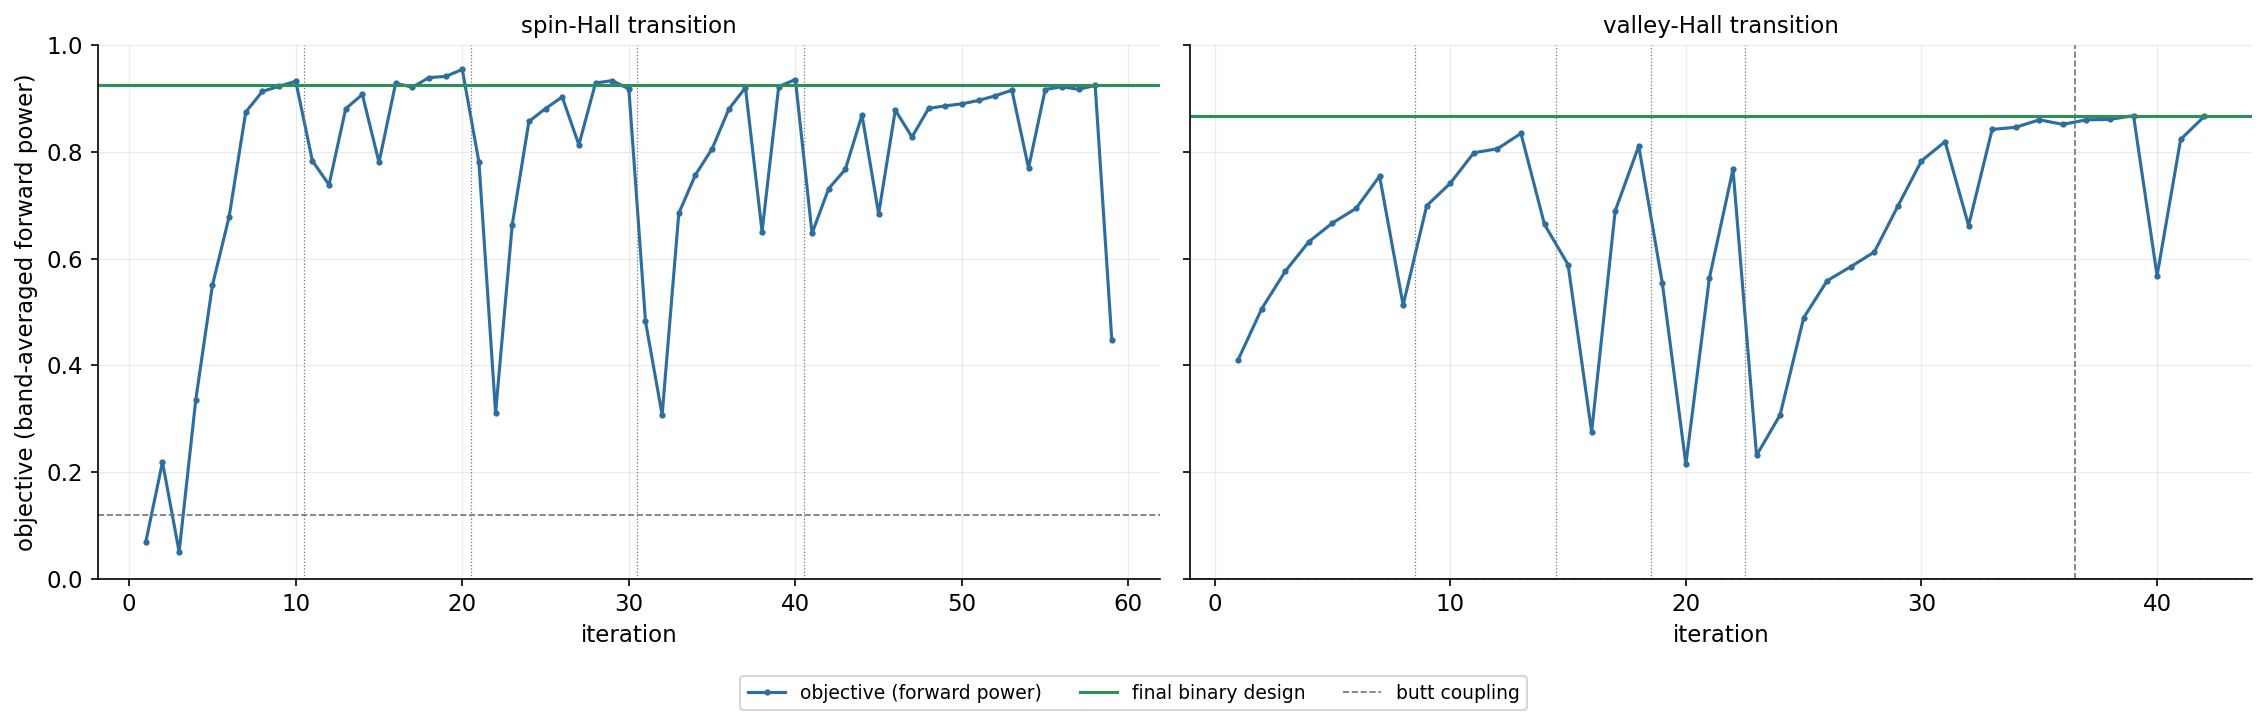 spin-Hall transition
valley-Hall transition
objective (band-averaged forward power)
1.0
0.8
0.6
0.4
0.2
0.0
0 10 20 30 40 50 60
0 10 20 30 40
iteration
iteration
objective (forward power) final binary design butt coupling